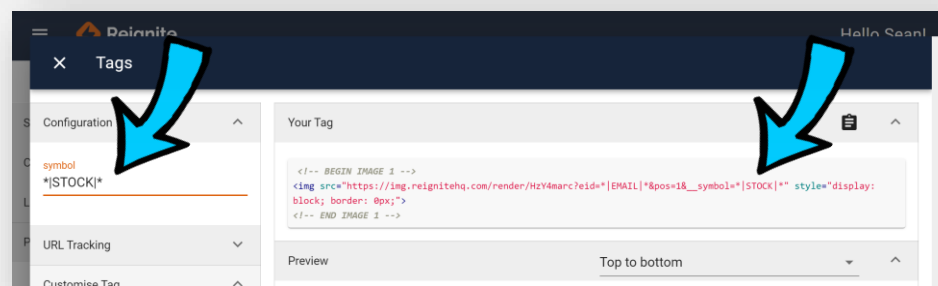 Reignite
Hello Sean!
Tags
Configuration
symbol
*|STOCK|*
URL Tracking
Customise Tag
Your Tag
<!-- BEGIN IMAGE 1 -->
<img src="https://img.reignitehq.com/render/HzY4marc?eid=*|EMAIL|*&pos=1&__symbol=*|STOCK|*" style="display:
block; border: 0px;">
<!-- END IMAGE 1 -->
Preview
Top to bottom